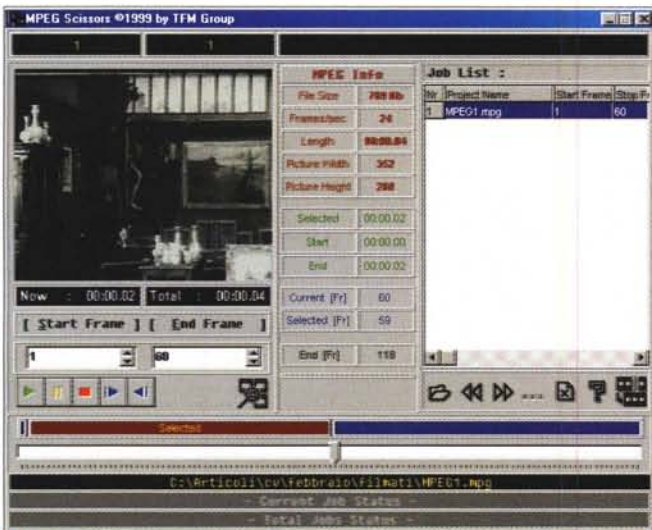 MPEG Scissors ©1999 by TFM Group
1 1
MPEG Info
File Size 709 Kb
Frames/sec 24
Length 00:00.04
Picture Width 352
Picture Height 288
Selected 00:00.02
Start 00:00.00
End 00:00.02
Current [Fr] 60
Selected [Fr] 59
End [Fr] 118
Job List :
Nr Project Name Start Frame Stop Fr
1 MPEG1.mpg 1 60
Now : 00:00.02 Total : 00:00.04
[ Start Frame ] [ End Frame ]
1 60
...
Selected
C:\Articoli\cv\febbraio\filmati\MPEG1.mpg
- Current Job Status -
- Total Jobs Status -